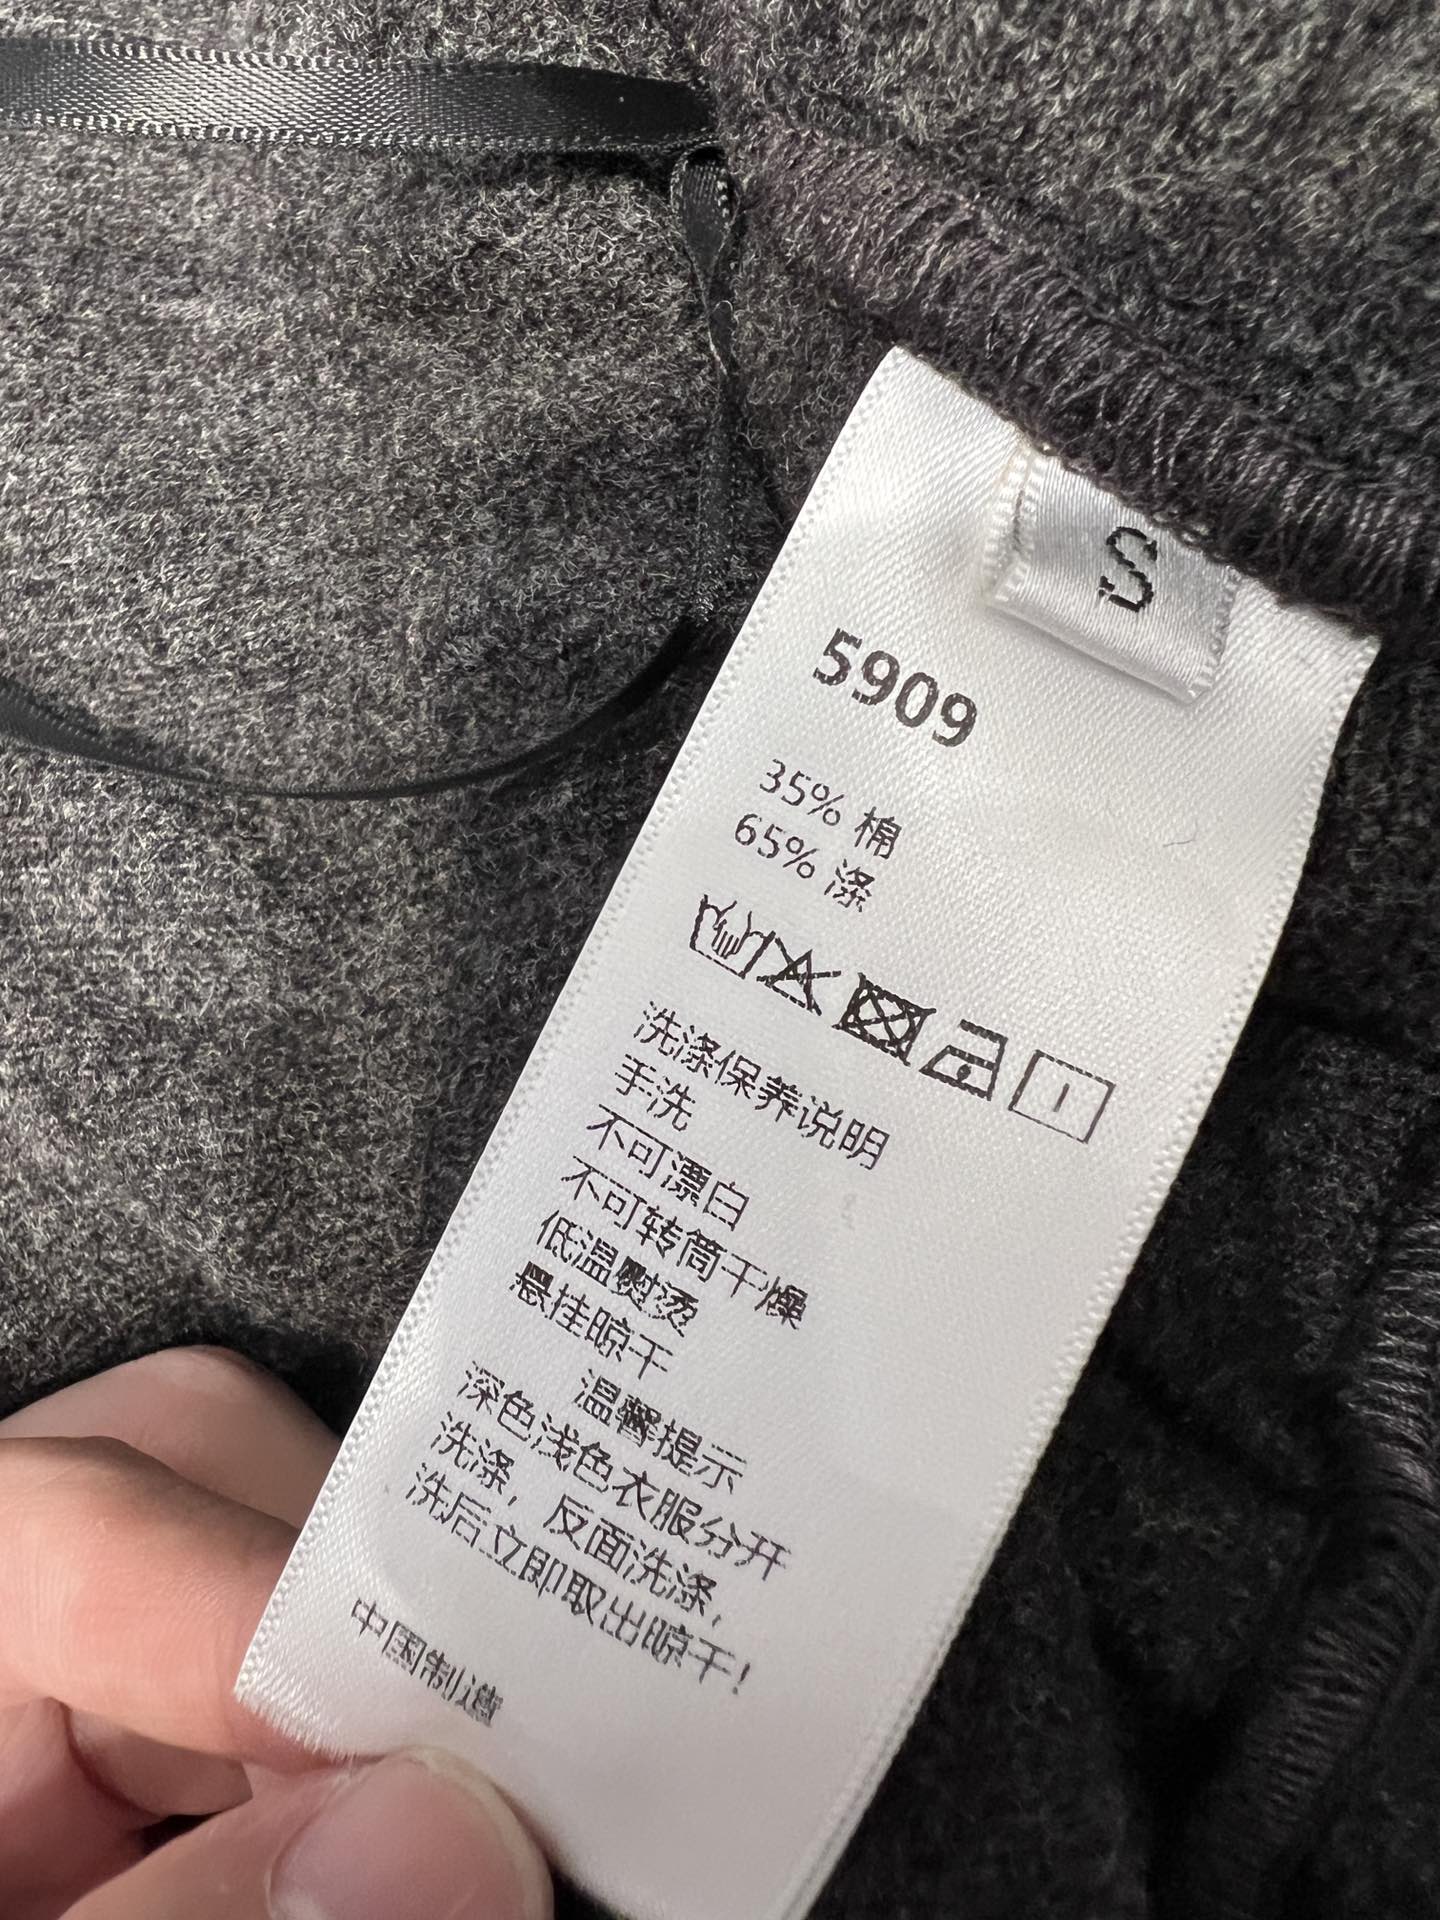 S
5909
35% 棉
65% 涤
洗涤保养说明
手洗
不可漂白
不可转筒干燥
低温熨烫
悬挂晾干
温馨提示
深色浅色衣服分开
洗涤，反面洗涤，
洗后立即取出晾干！
中国制造